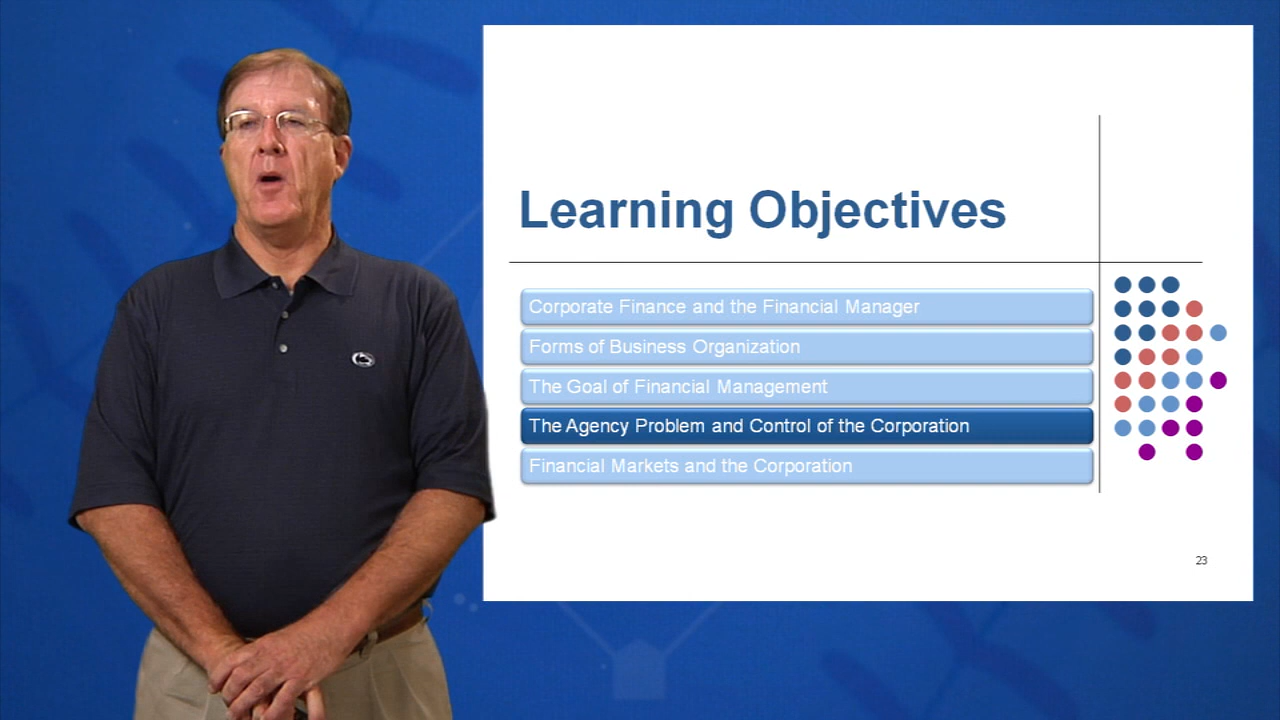 Learning Objectives
Corporate Finance and the Financial Manager
Forms of Business Organization
The Goal of Financial Management
The Agency Problem and Control of the Corporation
Financial Markets and the Corporation
23